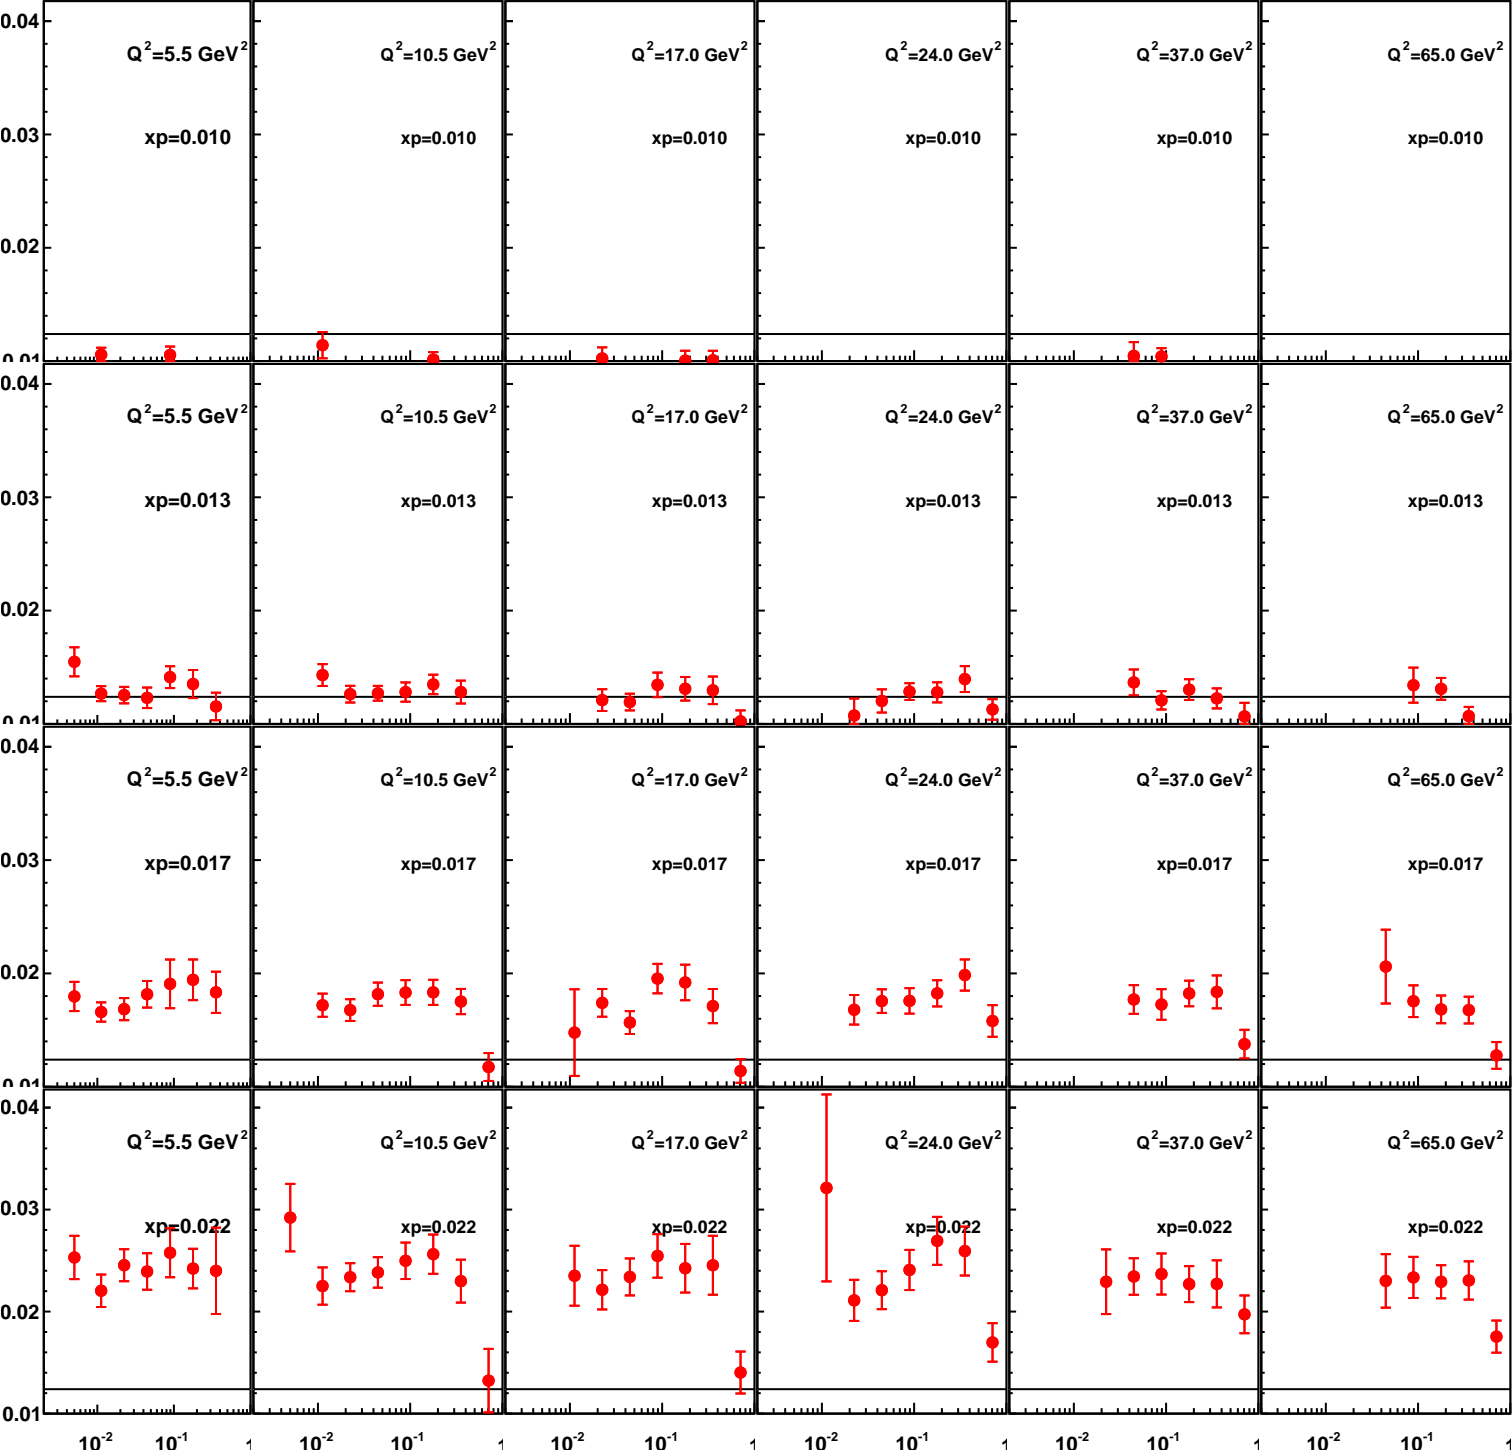 0.04
Q²=5.5 GeV² Q²=10.5 GeV² Q²=17.0 GeV² Q²=24.0 GeV² Q²=37.0 GeV² Q²=65.0 GeV²
0.03 xp=0.010 xp=0.010 xp=0.010 xp=0.010 xp=0.010 xp=0.010
0.02
0.01
0.04
Q²=5.5 GeV² Q²=10.5 GeV² Q²=17.0 GeV² Q²=24.0 GeV² Q²=37.0 GeV² Q²=65.0 GeV²
0.03 xp=0.013 xp=0.013 xp=0.013 xp=0.013 xp=0.013 xp=0.013
0.02
0.01
0.04
Q²=5.5 GeV² Q²=10.5 GeV² Q²=17.0 GeV² Q²=24.0 GeV² Q²=37.0 GeV² Q²=65.0 GeV²
0.03 xp=0.017 xp=0.017 xp=0.017 xp=0.017 xp=0.017 xp=0.017
0.02
0.01
0.04
Q²=5.5 GeV² Q²=10.5 GeV² Q²=17.0 GeV² Q²=24.0 GeV² Q²=37.0 GeV² Q²=65.0 GeV²
0.03 xp=0.022 xp=0.022 xp=0.022 xp=0.022 xp=0.022 xp=0.022
0.02
0.01
10⁻² 10⁻¹ 1 10⁻² 10⁻¹ 1 10⁻² 10⁻¹ 1 10⁻² 10⁻¹ 1 10⁻² 10⁻¹ 1 10⁻² 10⁻¹ 1